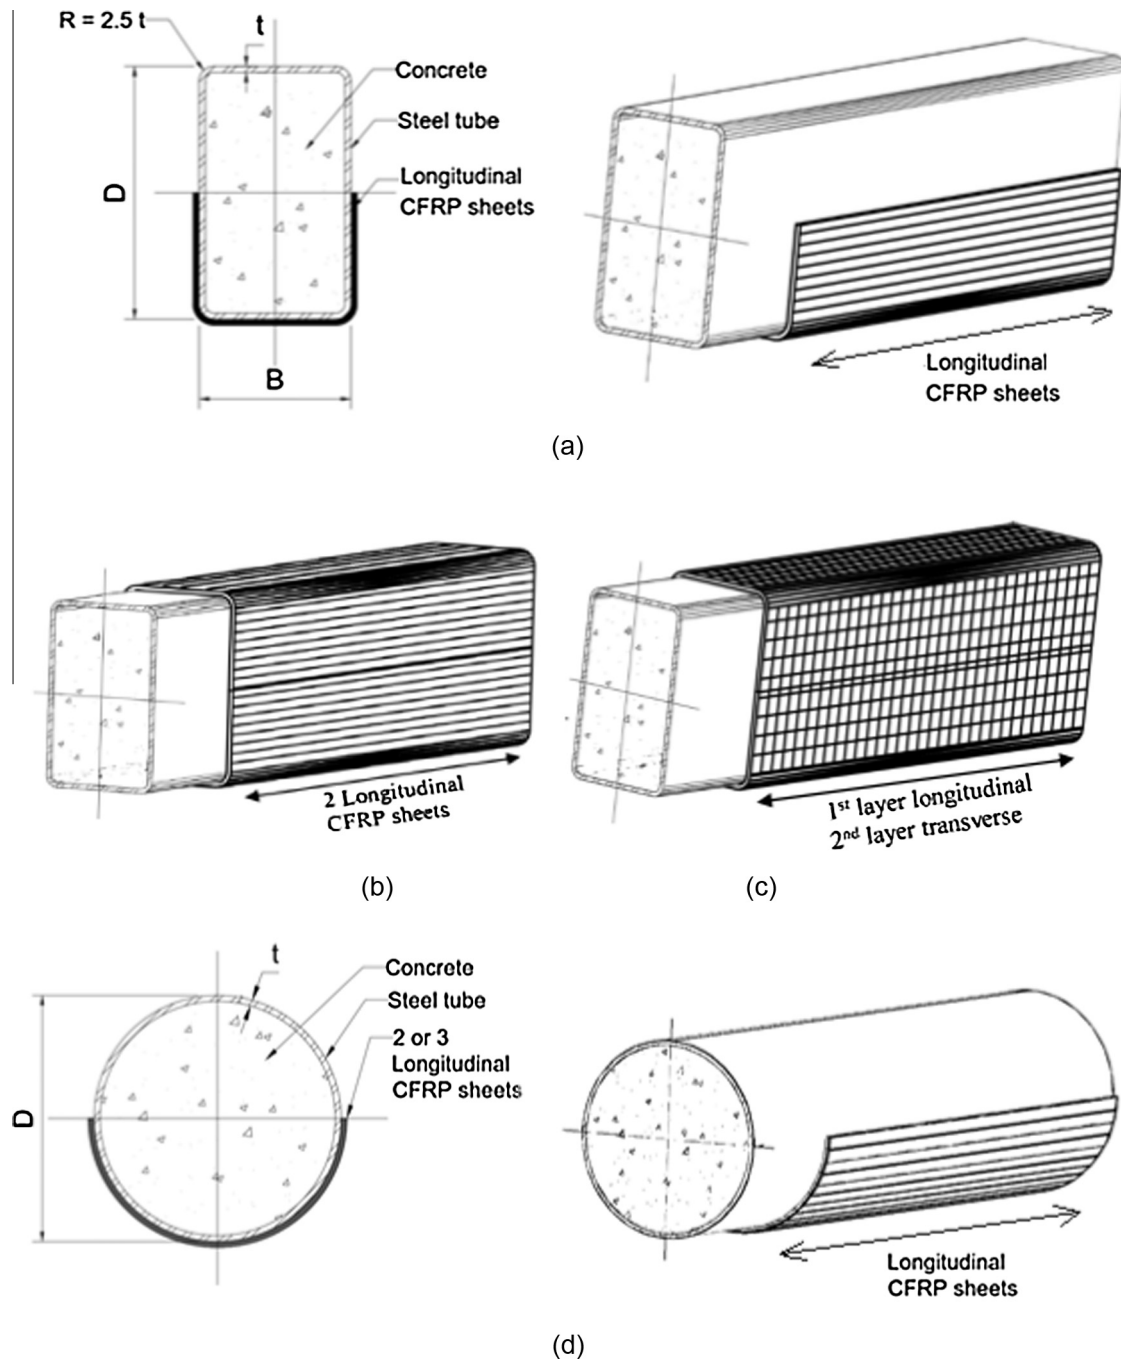 R = 2.5 t
t
Concrete
Steel tube
Longitudinal
CFRP sheets
D
B
Longitudinal
CFRP sheets
(a)
2 Longitudinal
CFRP sheets
(b)
1st layer longitudinal
2nd layer transverse
(c)
t
Concrete
Steel tube
2 or 3
Longitudinal
CFRP sheets
D
Longitudinal
CFRP sheets
(d)